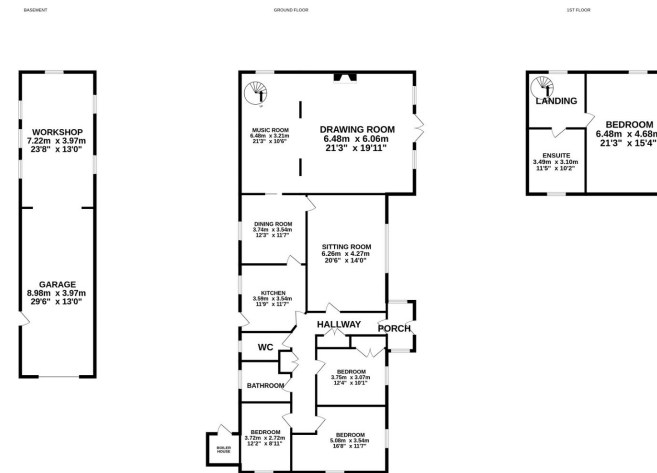 BASEMENT
GROUND FLOOR
1ST FLOOR
WORKSHOP
7.22m x 3.97m
23'8" x 13'0"
GARAGE
8.98m x 3.97m
29'6" x 13'0"
MUSIC ROOM
6.48m x 3.21m
21'3" x 10'6"
DRAWING ROOM
6.48m x 6.06m
21'3" x 19'11"
DINING ROOM
3.74m x 3.54m
12'3" x 11'7"
SITTING ROOM
6.26m x 4.27m
20'6" x 14'0"
KITCHEN
3.59m x 3.54m
11'9" x 11'7"
HALLWAY
PORCH
WC
BATHROOM
BEDROOM
3.75m x 3.07m
12'4" x 10'1"
BEDROOM
3.72m x 2.72m
12'2" x 8'11"
BEDROOM
5.08m x 3.54m
16'8" x 11'7"
BOILER
HOUSE
LANDING
BEDROOM
6.48m x 4.68m
21'3" x 15'4"
ENSUITE
3.49m x 3.10m
11'5" x 10'2"